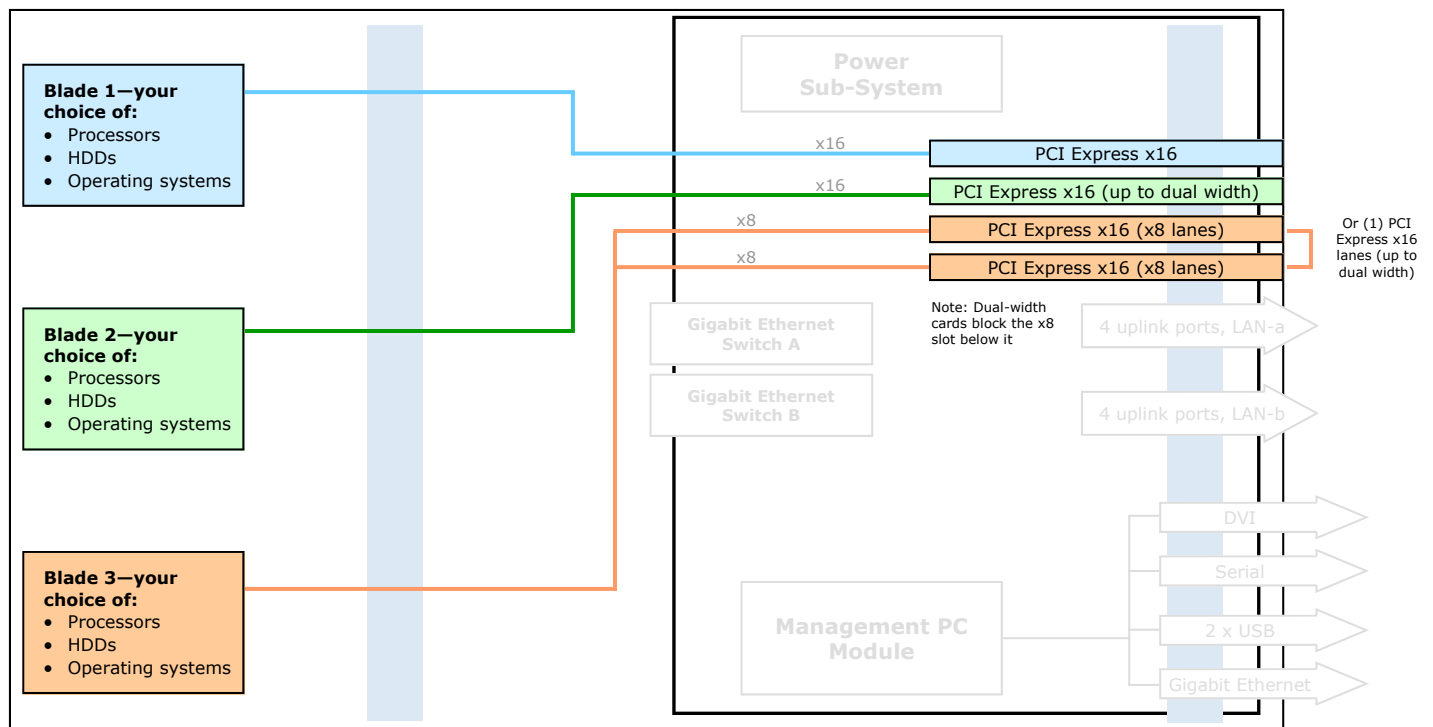 Blade 1—your
choice of:
• Processors
• HDDs
• Operating systems
Blade 2—your
choice of:
• Processors
• HDDs
• Operating systems
Blade 3—your
choice of:
• Processors
• HDDs
• Operating systems
Power
Sub-System
x16
PCI Express x16
x16
PCI Express x16 (up to dual width)
x8
PCI Express x16 (x8 lanes)
x8
PCI Express x16 (x8 lanes)
Or (1) PCI
Express x16
lanes (up to
dual width)
Note: Dual-width
cards block the x8
slot below it
Gigabit Ethernet
Switch A
4 uplink ports, LAN-a
Gigabit Ethernet
Switch B
4 uplink ports, LAN-b
Management PC
Module
DVI
Serial
2 x USB
Gigabit Ethernet